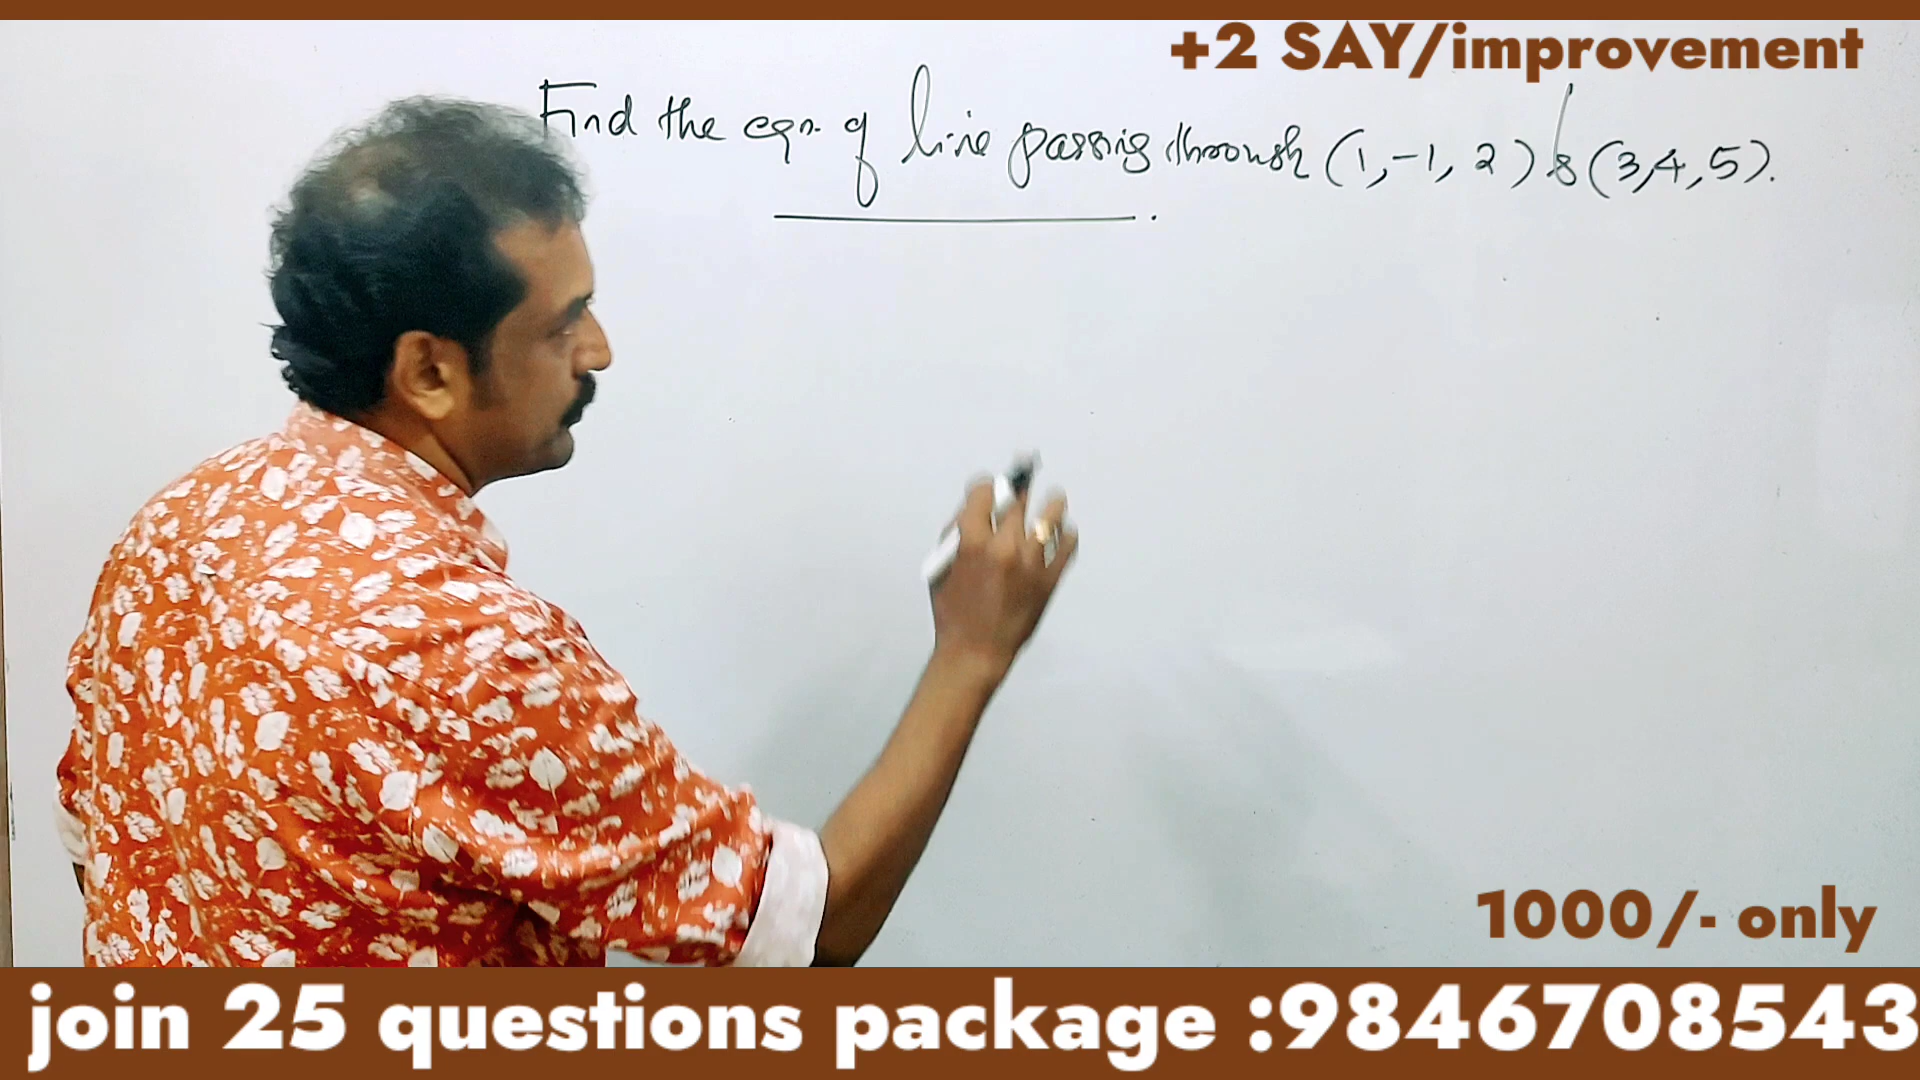 +2 SAY/improvement
Find the eqn. of line passing through (1,-1, 2) & (3,4,5).
1000/- only
join 25 questions package :9846708543